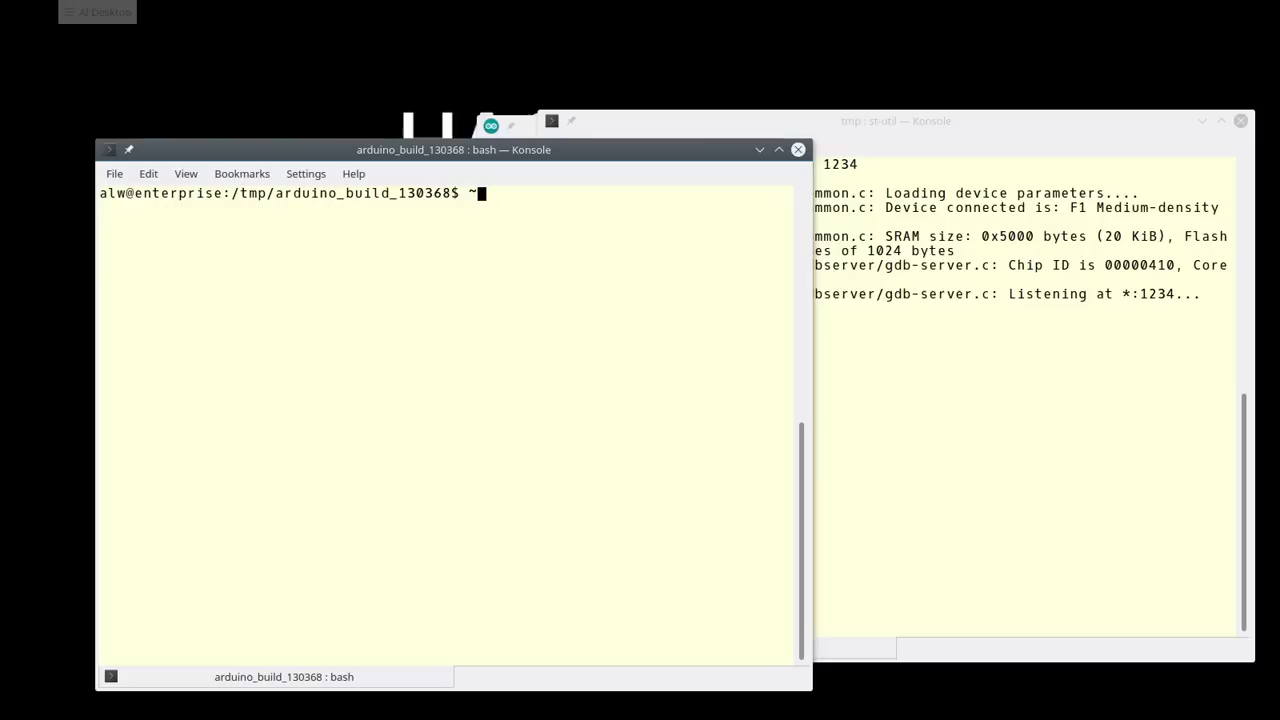 Al Desktop
tmp : st-util — Konsole
arduino_build_130368 : bash — Konsole
File Edit View Bookmarks Settings Help
alw@enterprise:/tmp/arduino_build_130368$ ~
1234
mmon.c: Loading device parameters....
mmon.c: Device connected is: F1 Medium-density
mmon.c: SRAM size: 0x5000 bytes (20 KiB), Flash
es of 1024 bytes
bserver/gdb-server.c: Chip ID is 00000410, Core
bserver/gdb-server.c: Listening at *:1234...
arduino_build_130368 : bash